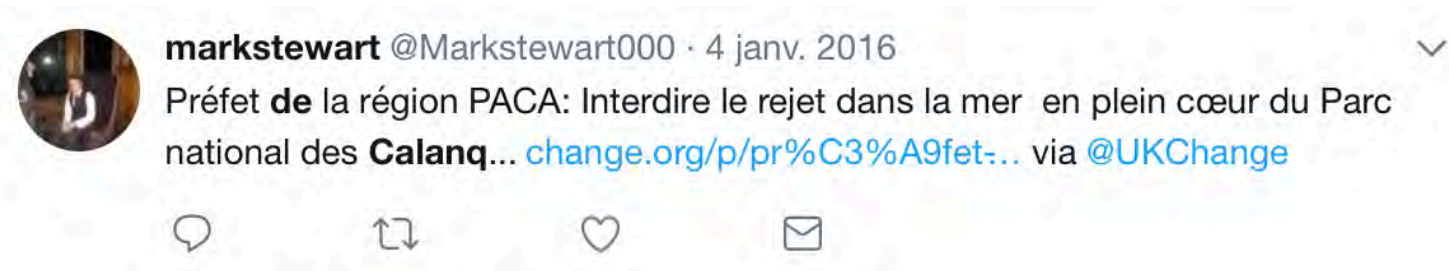 markstewart @Markstewart000 · 4 janv. 2016
Préfet de la région PACA: Interdire le rejet dans la mer  en plein cœur du Parc
national des Calanq... change.org/p/pr%C3%A9fet-… via @UKChange